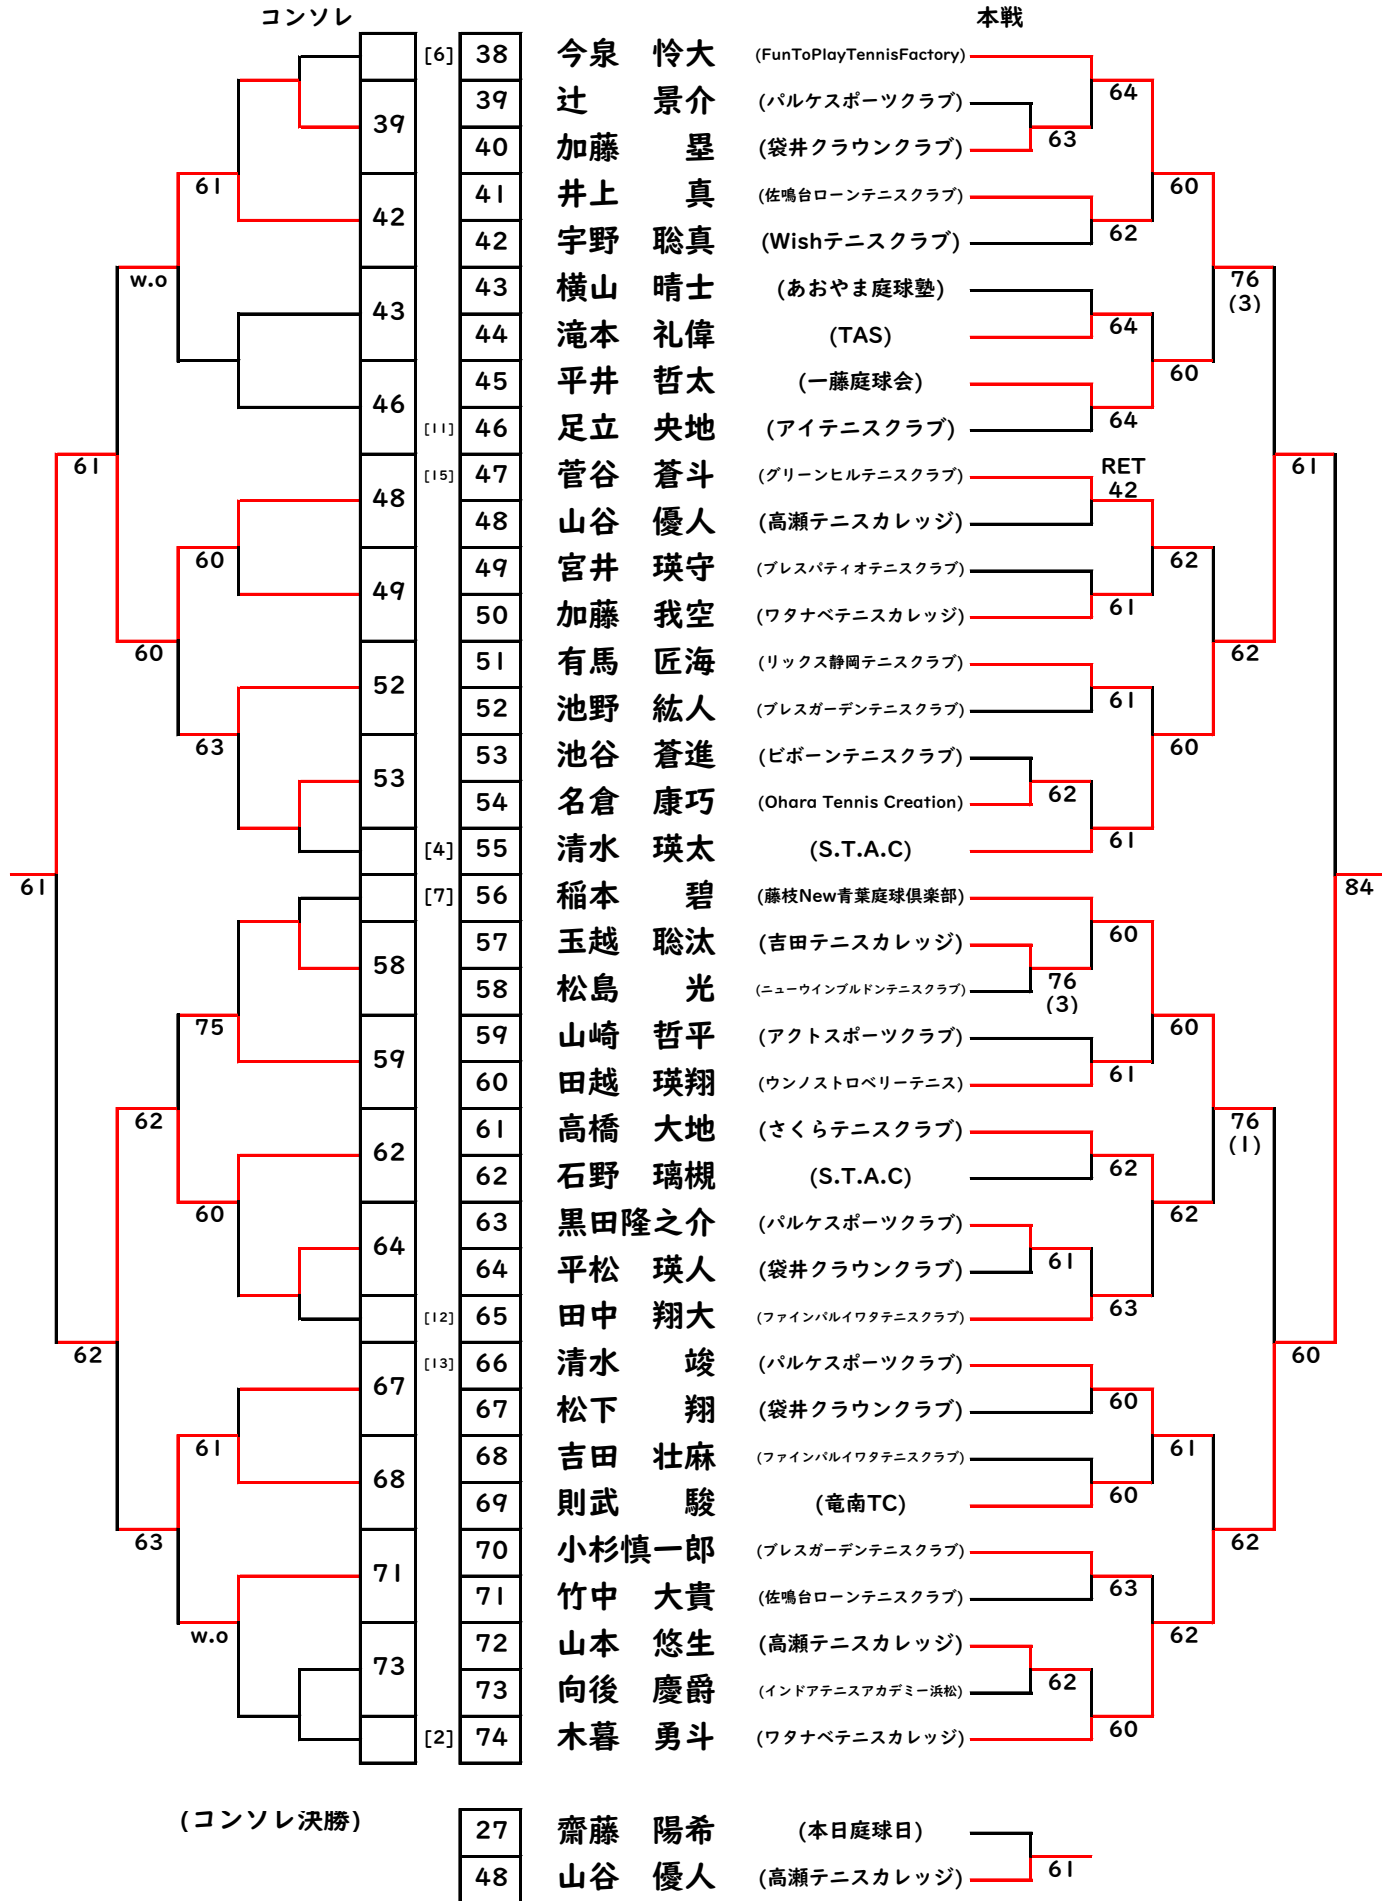 コンソレ 本戦
[6] 38 今泉 怜大 (FunToPlayTennisFactory)
64
39 辻 景介 (パルケスポーツクラブ)
39
63
40 加藤 塁 (袋井クラウンクラブ)
61 60
41 井上 真 (佐鳴台ローンテニスクラブ)
42
62
42 宇野 聡真 (Wishテニスクラブ)
w.o 76
(3)
43 横山 晴士 (あおやま庭球塾)
43
64
44 滝本 礼偉 (TAS)
60
45 平井 哲太 (一藤庭球会)
46
64
[11] 46 足立 央地 (アイテニスクラブ)
61 61
[15] 47 菅谷 蒼斗 (グリーンヒルテニスクラブ) RET
48 42
48 山谷 優人 (高瀬テニスカレッジ)
60 62
49 宮井 瑛守 (ブレスパティオテニスクラブ)
49
61
50 加藤 我空 (ワタナベテニスカレッジ)
60 62
51 有馬 匠海 (リックス静岡テニスクラブ)
52
61
52 池野 紘人 (ブレスガーデンテニスクラブ)
63 60
53 池谷 蒼進 (ビボーンテニスクラブ)
53
62
54 名倉 康巧 (Ohara Tennis Creation)
61
[4] 55 清水 瑛太 (S.T.A.C)
61 84
[7] 56 稲本 碧 (藤枝New青葉庭球倶楽部)
60
57 玉越 聡汰 (吉田テニスカレッジ)
58
76
(3)
58 松島 光 (ニューウインブルドンテニスクラブ)
75 60
59 山崎 哲平 (アクトスポーツクラブ)
59
61
60 田越 瑛翔 (ウンノストロベリーテニス)
62 76
(1)
61 高橋 大地 (さくらテニスクラブ)
62
62
62 石野 璃槻 (S.T.A.C)
60 62
63 黒田隆之介 (パルケスポーツクラブ)
64
61
64 平松 瑛人 (袋井クラウンクラブ)
63
[12] 65 田中 翔大 (ファインパルイワタテニスクラブ)
62 60
[13] 66 清水 竣 (パルケスポーツクラブ)
67
60
67 松下 翔 (袋井クラウンクラブ)
61 61
68 吉田 壮麻 (ファインパルイワタテニスクラブ)
68
60
69 則武 駿 (竜南TC)
63 62
70 小杉慎一郎 (ブレスガーデンテニスクラブ)
71
63
71 竹中 大貴 (佐鳴台ローンテニスクラブ)
w.o 62
72 山本 悠生 (高瀬テニスカレッジ)
73
62
73 向後 慶爵 (インドアテニスアカデミー浜松)
60
[2] 74 木暮 勇斗 (ワタナベテニスカレッジ)
(コンソレ決勝)
27 齋藤 陽希 (本日庭球日)
61
48 山谷 優人 (高瀬テニスカレッジ)